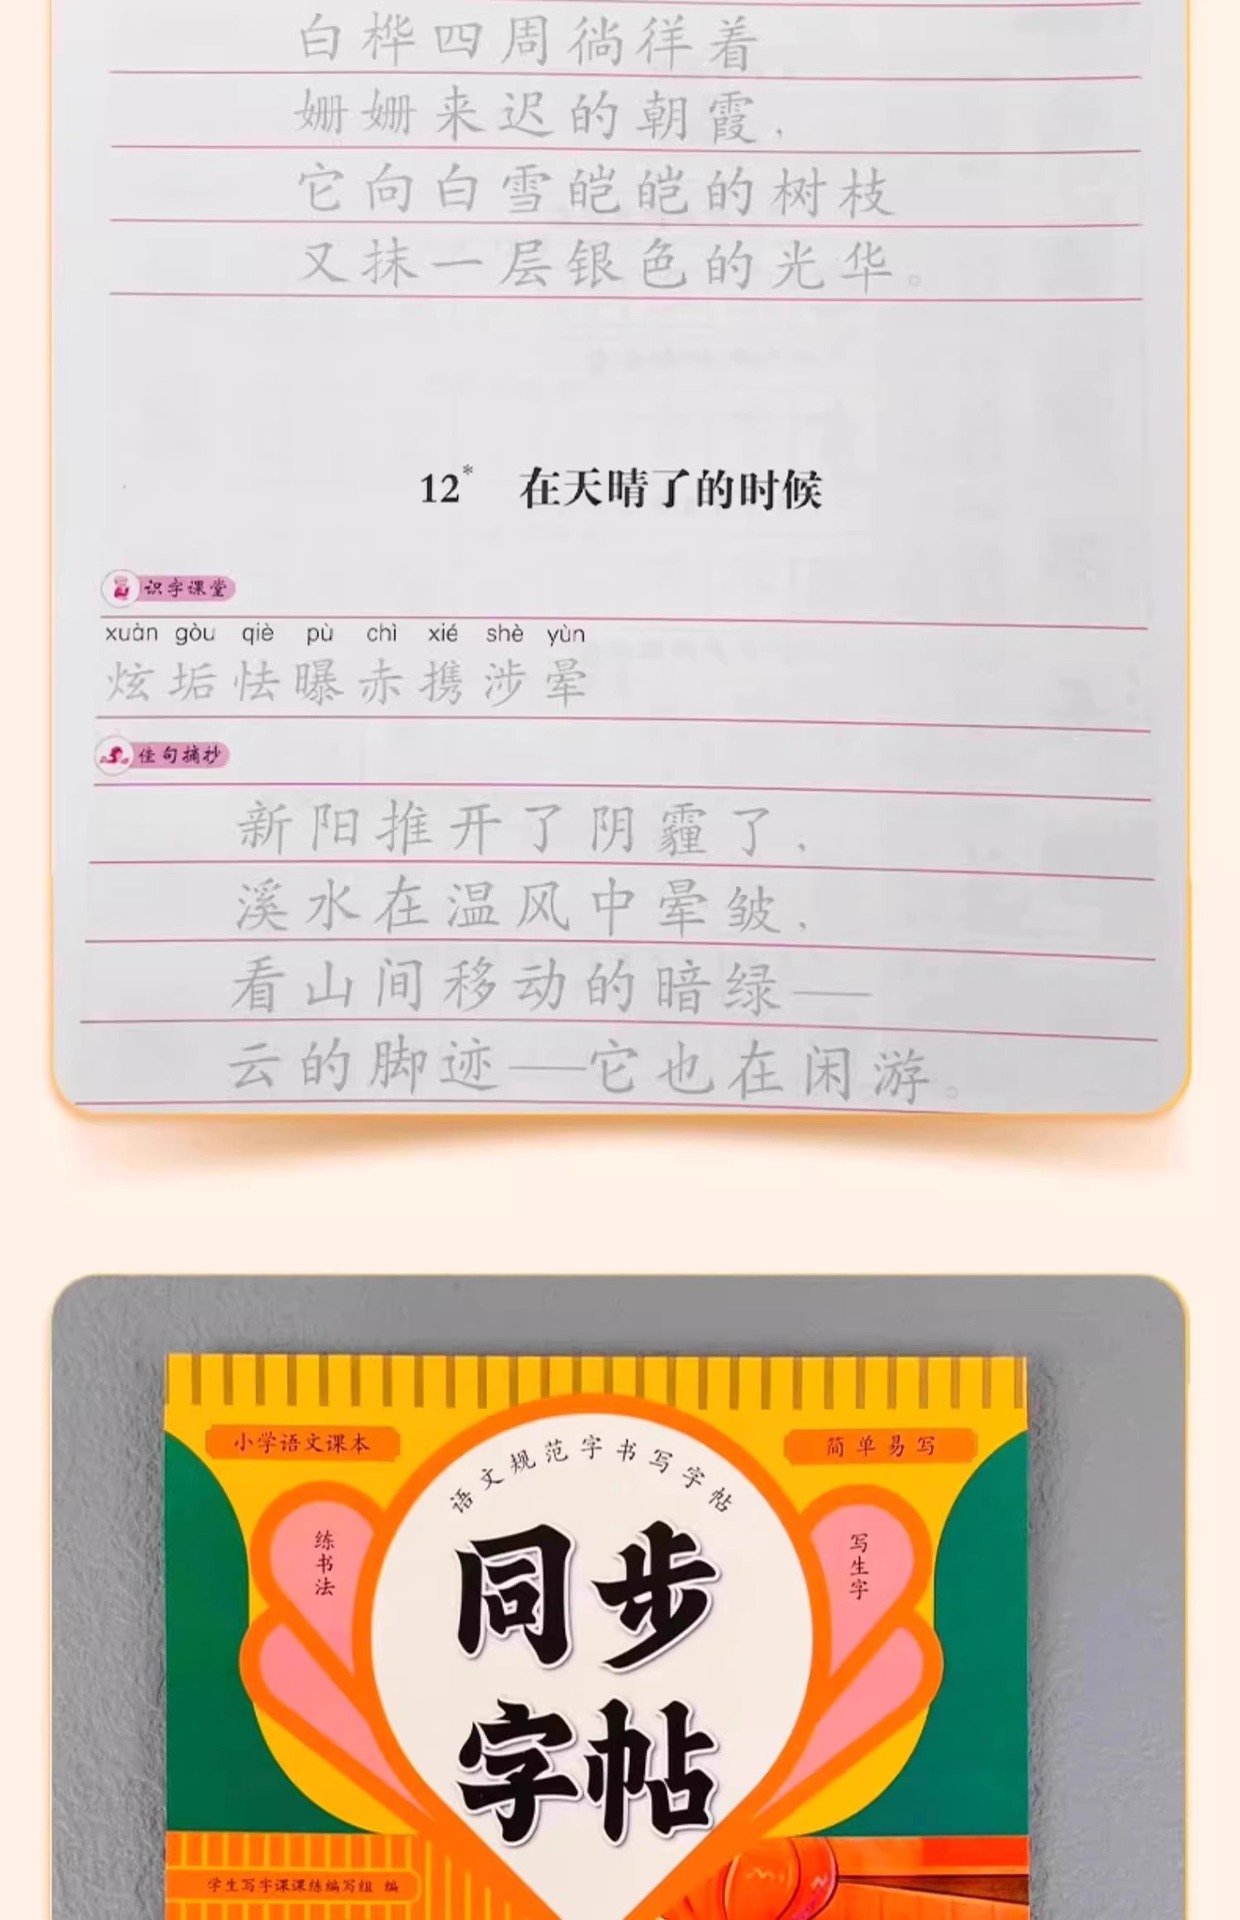 白桦四周徜徉着
姗姗来迟的朝霞，
它向白雪皑皑的树枝
又抹一层银色的光华。
12* 在天晴了的时候
识字课堂
xuàn gòu qiè pù chì xié shè yùn
炫垢怯曝赤携涉晕
佳句摘抄
新阳推开了阴霾了，
溪水在温风中晕皱，
看山间移动的暗绿——
云的脚迹——它也在闲游。
小学语文课本
简单易写
语文规范字书写字帖
练书法
写生字
同步
字帖
学生写字课课练编写组 编